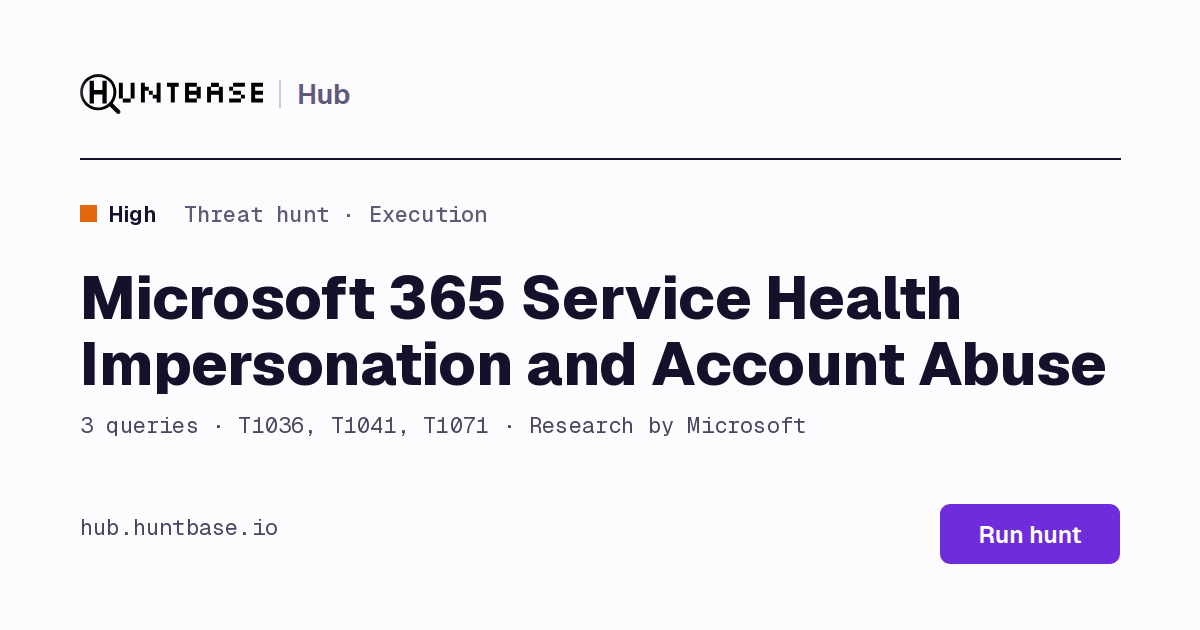 HUNTBASE Hub
High Threat hunt · Execution
Microsoft 365 Service Health
Impersonation and Account Abuse
3 queries · T1036, T1041, T1071 · Research by Microsoft
hub.huntbase.io
Run hunt